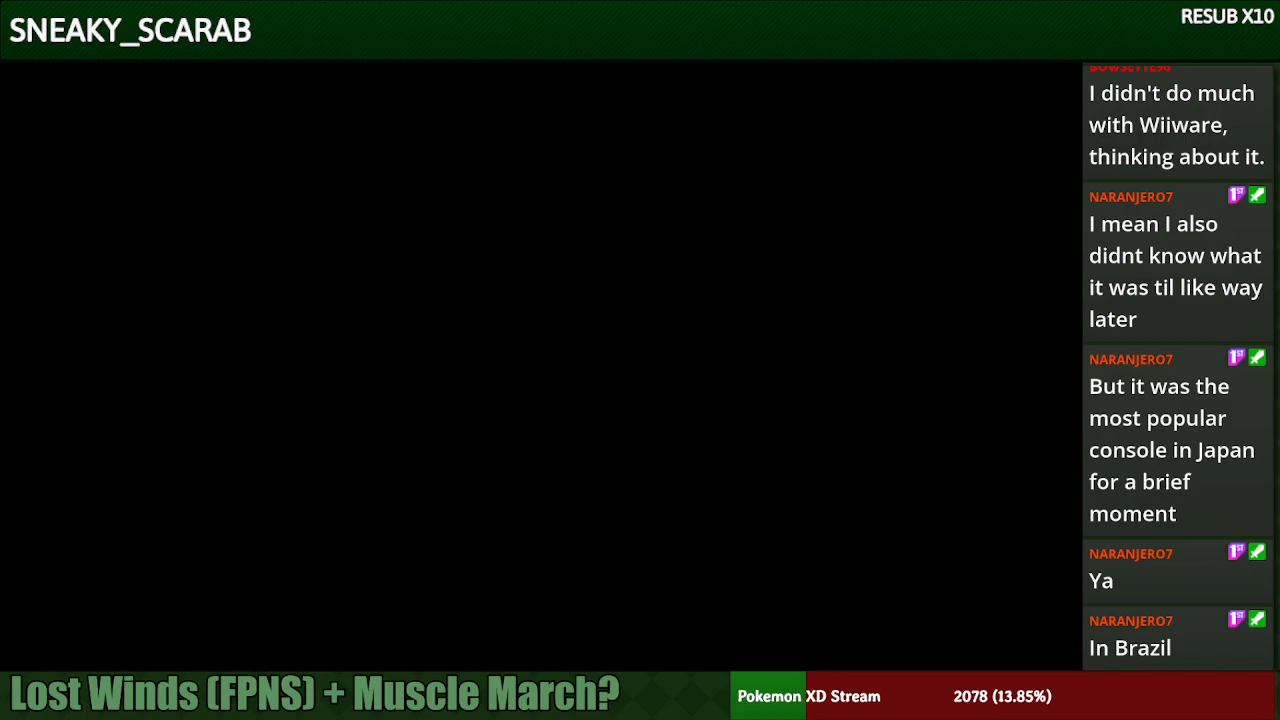 SNEAKY_SCARAB
RESUB X10
BOWSETTE96
I didn't do much
with Wiiware,
thinking about it.
NARANJERO7
I mean I also
didnt know what
it was til like way
later
NARANJERO7
But it was the
most popular
console in Japan
for a brief
moment
NARANJERO7
Ya
NARANJERO7
In Brazil
Lost Winds (FPNS) + Muscle March?
Pokemon XD Stream
2078 (13.85%)